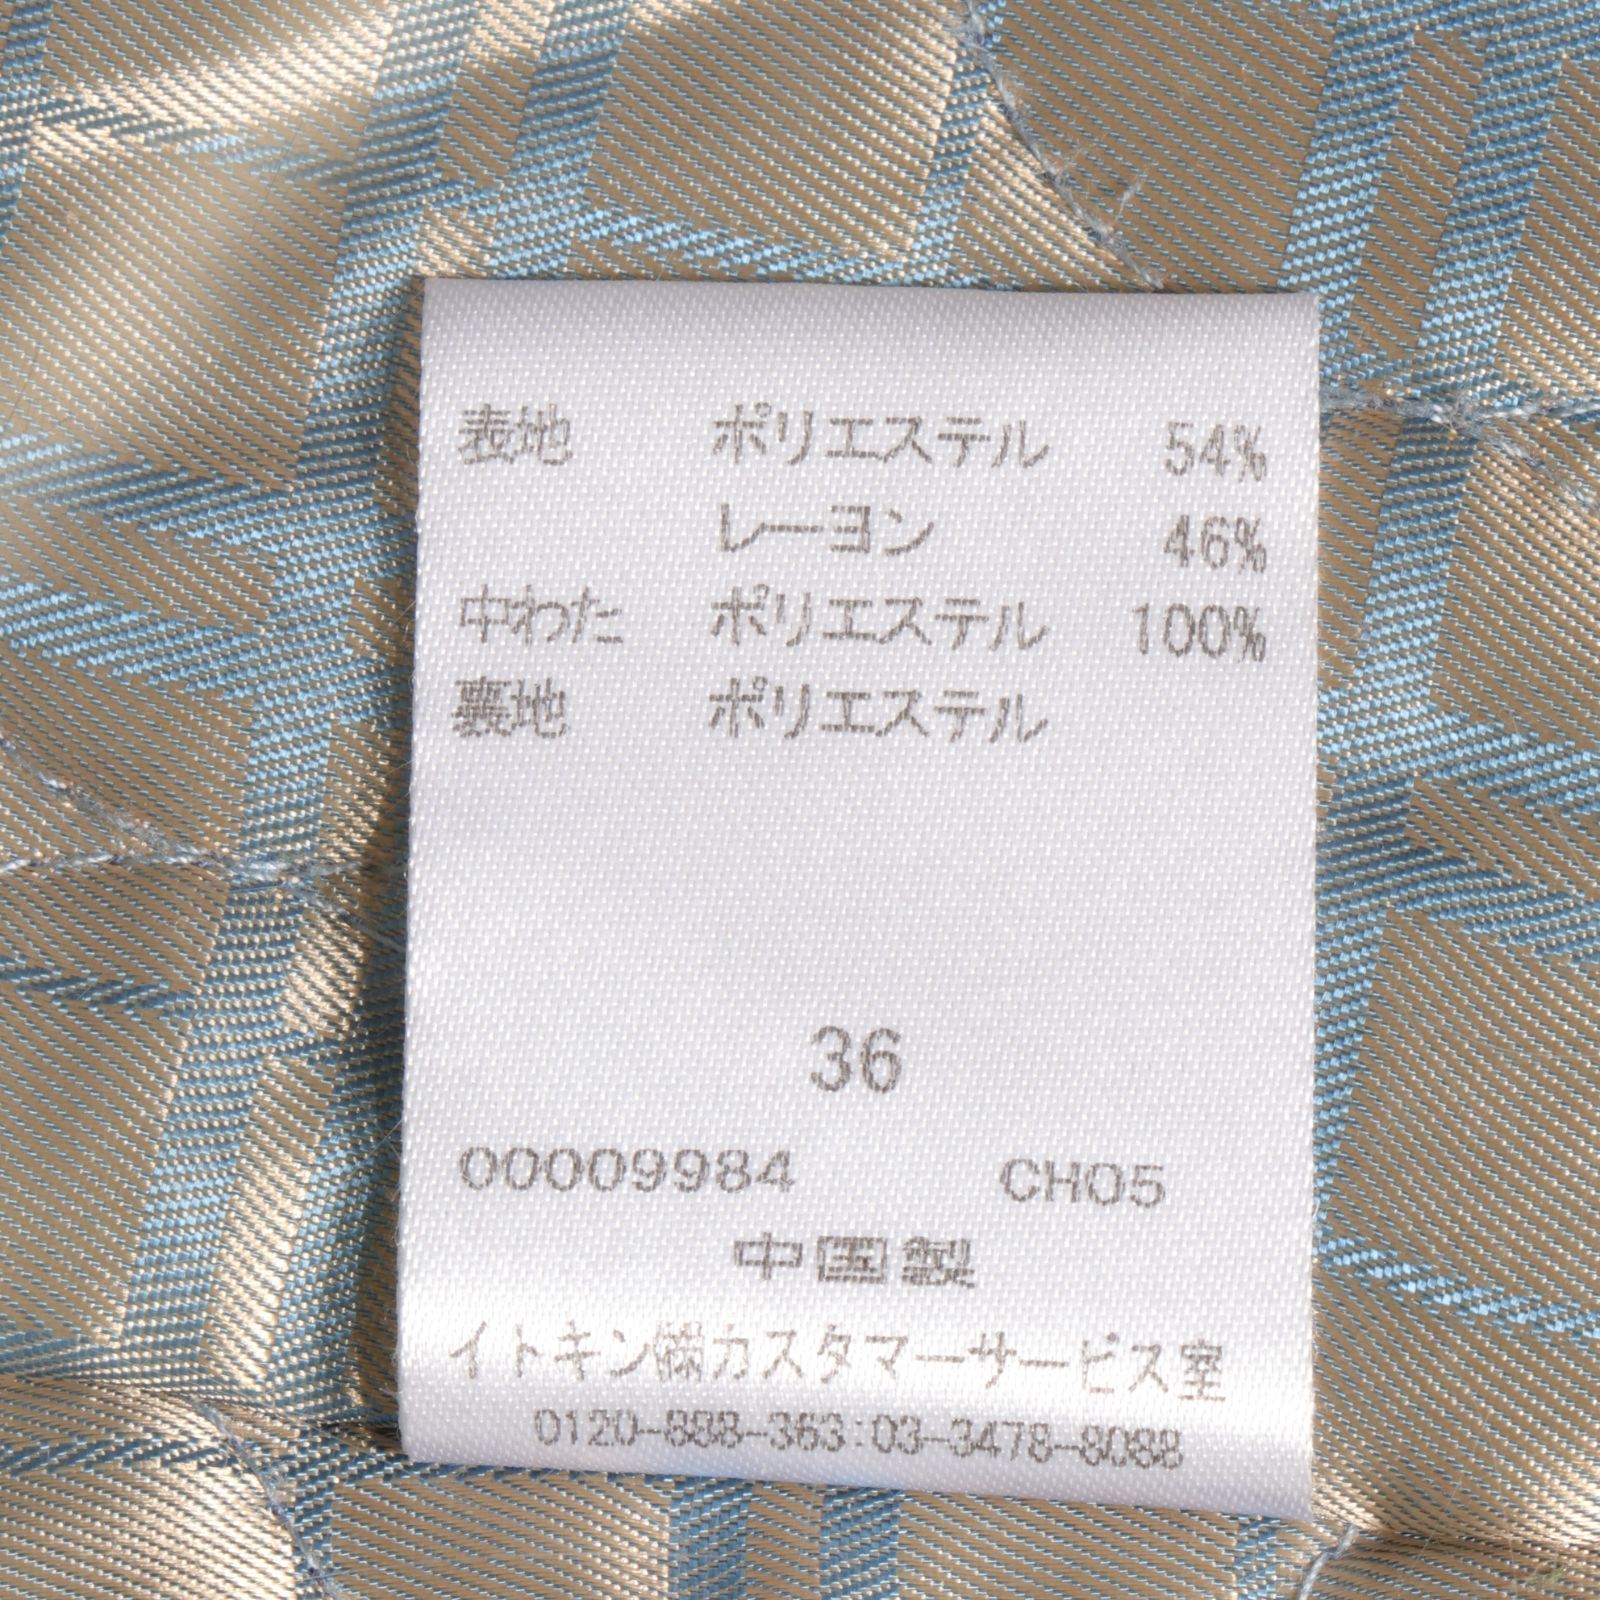 表地 ポリエステル 54%
レーヨン 46%
中わた ポリエステル 100%
裏地 ポリエステル
36
00009984 CH05
中国製
イトキン㈱カスタマーサービス室
0120-888-363:03-3478-8088